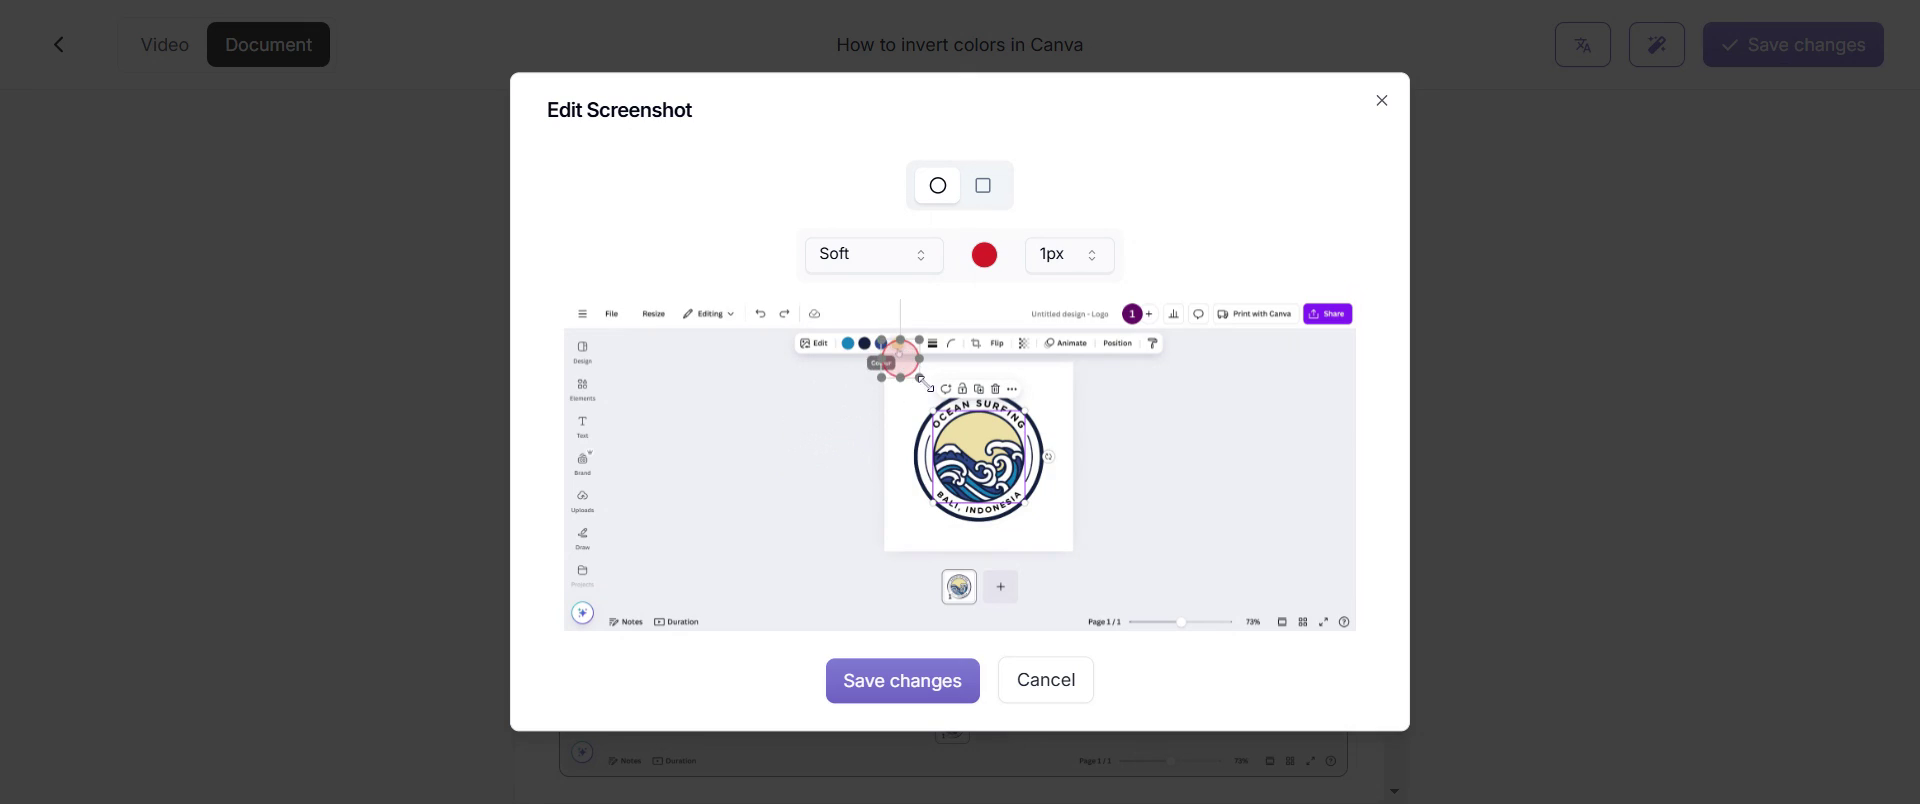 Video Document How to invert colors in Canva Save changes
Edit Screenshot
Soft 1px
File Resize Editing Untitled design - Logo 1 + Print with Canva Share
Edit Flip Animate Position
Design
Elements
Text
Brand
Uploads
Draw
Projects
OCEAN SURFING
BALI, INDONESIA
1
+
Notes Duration Page 1 / 1 73%
Save changes Cancel
Notes Duration Page 1 / 1 73%